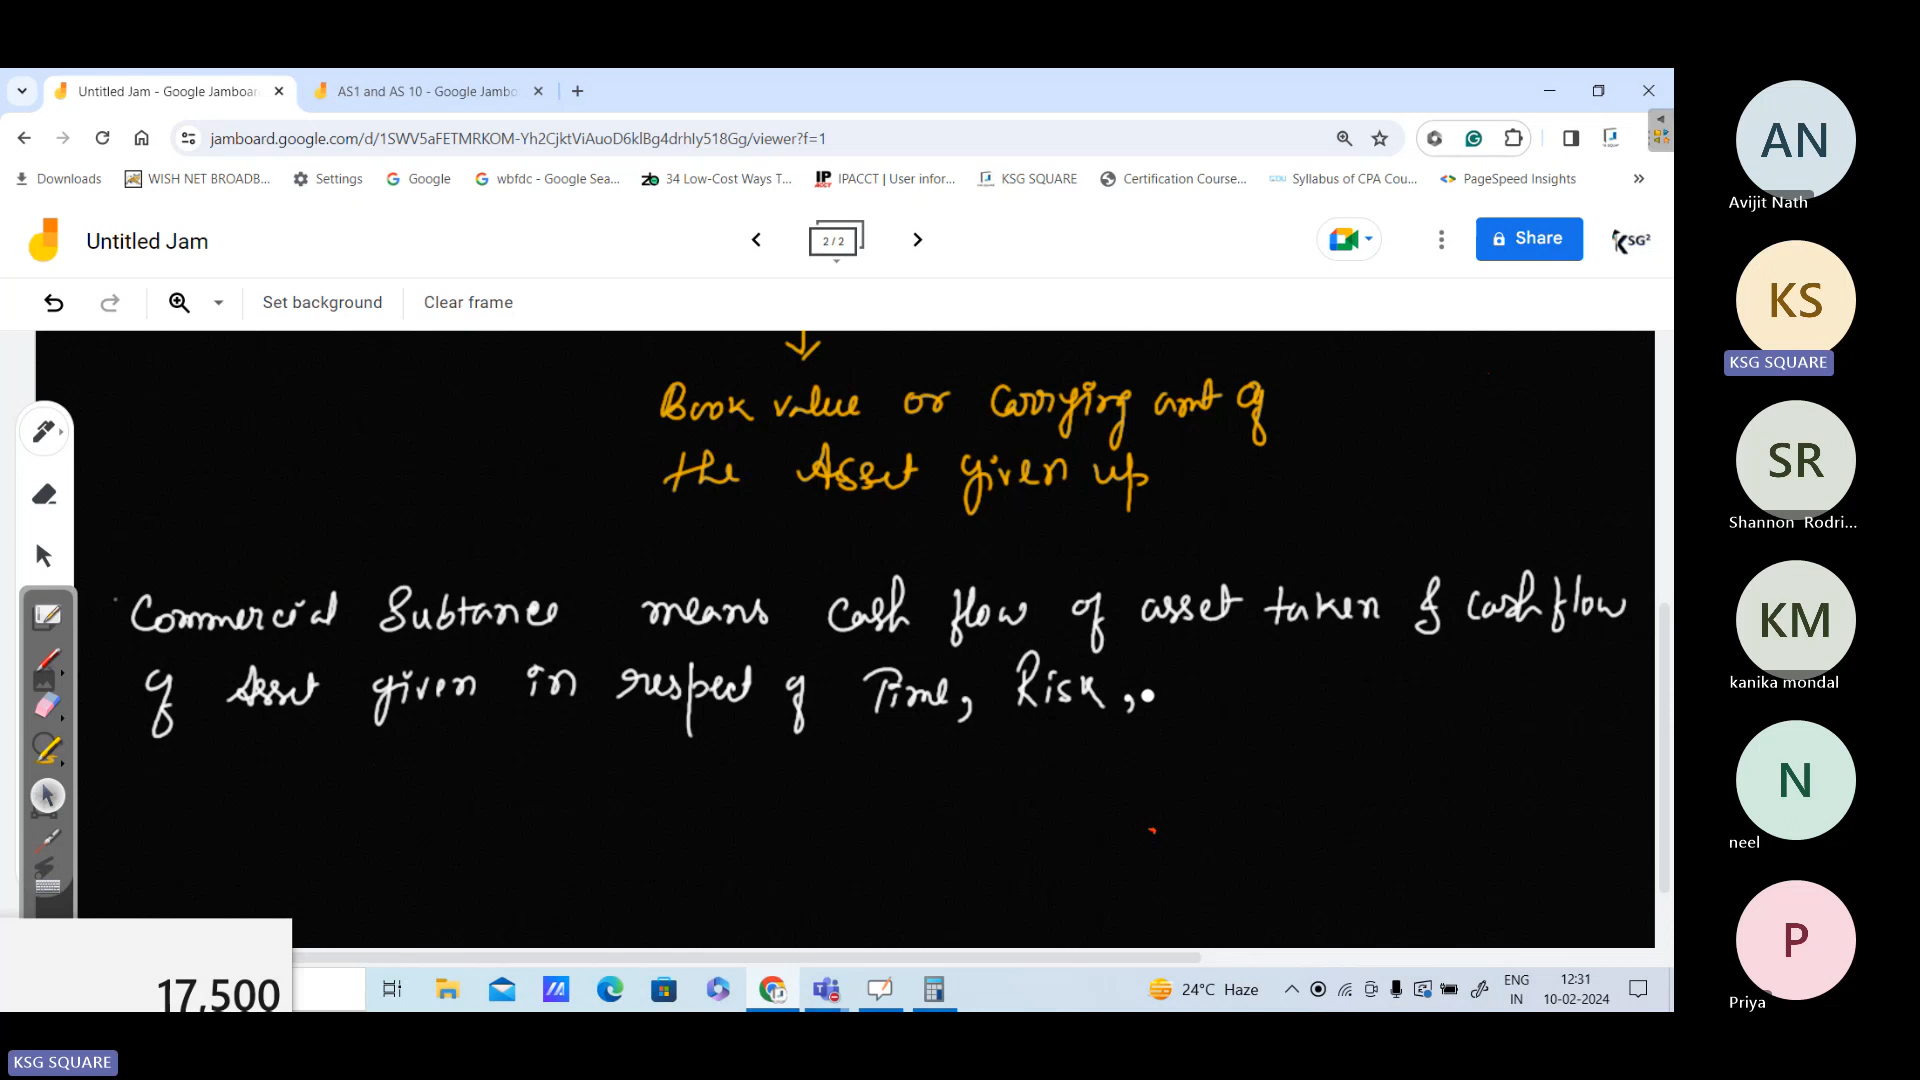 Untitled Jam - Google Jamboar
AS1 and AS 10 - Google Jambo
jamboard.google.com/d/1SWV5aFETMRKOM-Yh2CjktViAuoD6klBg4drhIy518Gg/viewer?f=1
Downloads WISH NET BROADB... Settings Google wbfdc - Google Sea... 34 Low-Cost Ways T... IPACCT | User infor... KSG SQUARE Certification Course... Syllabus of CPA Cou... PageSpeed Insights
Untitled Jam
2 / 2
Share
KSG²
Set background Clear frame
Book value or Carrying amt of
the Asset given up
Commercial Subtance means cash flow of asset taken & cash flow
of Asset given in respect of Time, Risk,
17,500
24°C Haze
ENG
IN
12:31
10-02-2024
AN
Avijit Nath
KS
KSG SQUARE
SR
Shannon Rodri...
KM
kanika mondal
N
neel
P
Priya
KSG SQUARE